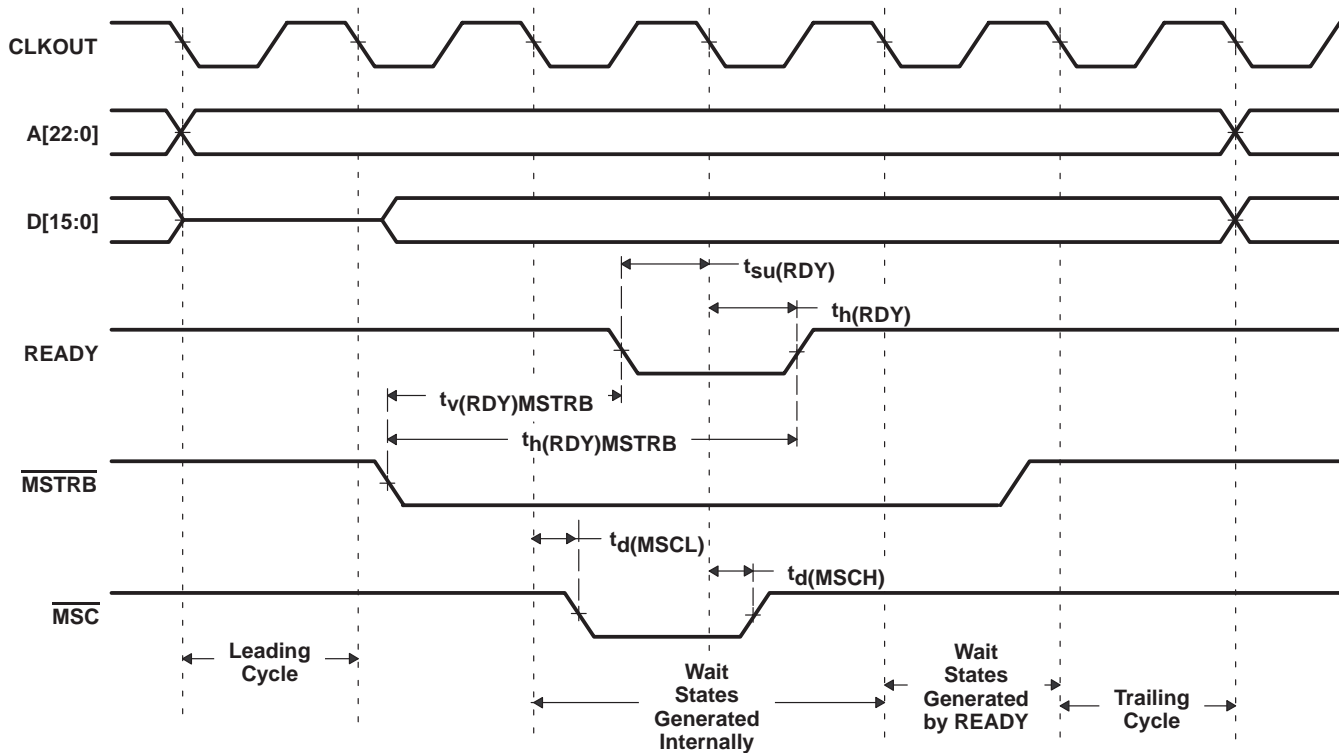 CLKOUT
A[22:0]
D[15:0]
tsu(RDY)
th(RDY)
READY
tv(RDY)MSTRB
th(RDY)MSTRB
MSTRB
td(MSCL)
td(MSCH)
MSC
Leading
Cycle
Wait
States
Generated
Internally
Wait
States
Generated
by READY
Trailing
Cycle